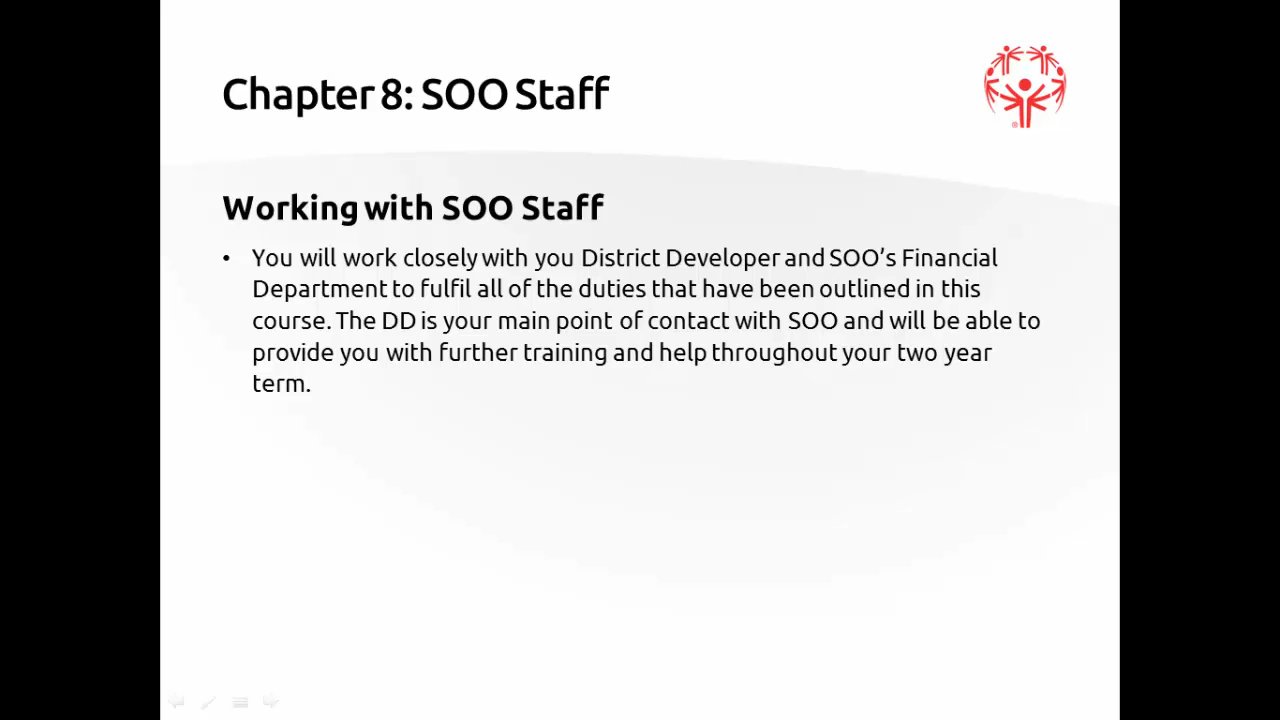 Chapter 8: SOO Staff
Working with SOO Staff
• You will work closely with you District Developer and SOO’s Financial
Department to fulfil all of the duties that have been outlined in this
course. The DD is your main point of contact with SOO and will be able to
provide you with further training and help throughout your two year
term.
®